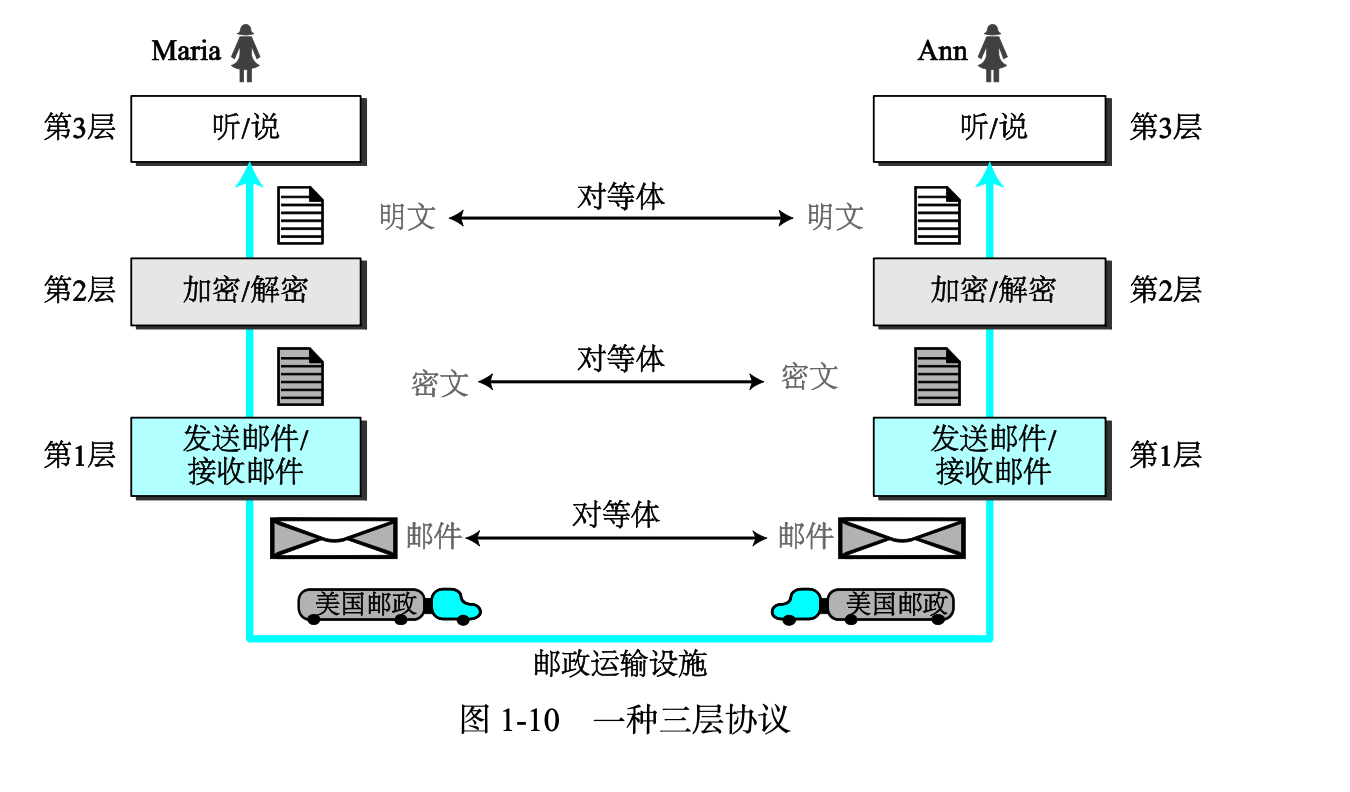 Maria
Ann
第3层
听/说
听/说
第3层
对等体
明文
明文
第2层
加密/解密
加密/解密
第2层
对等体
密文
密文
第1层
发送邮件/
接收邮件
发送邮件/
接收邮件
第1层
对等体
邮件
邮件
美国邮政
美国邮政
邮政运输设施
图 1-10 一种三层协议